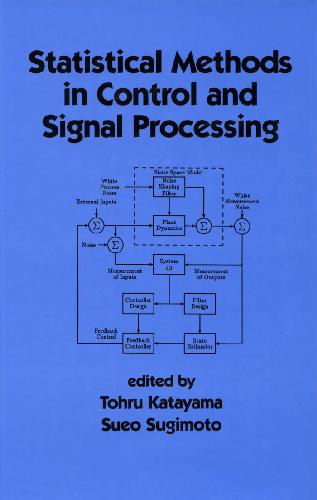 Statistical Methods
in Control and
Signal Processing
State Space Model
White
Process
Noise
Noise
Shaping
Filter
White
Measurement
Noise
External Inputs
Plant
Dynamics
Σ
Σ
Σ
Noise
Σ
System
ID
Measurement
of Inputs
Measurement
of Outputs
Controller
Design
Filter
Design
Feedback
Control
Feedback
Controller
State
Estimator
edited by
Tohru Katayama
Sueo Sugimoto